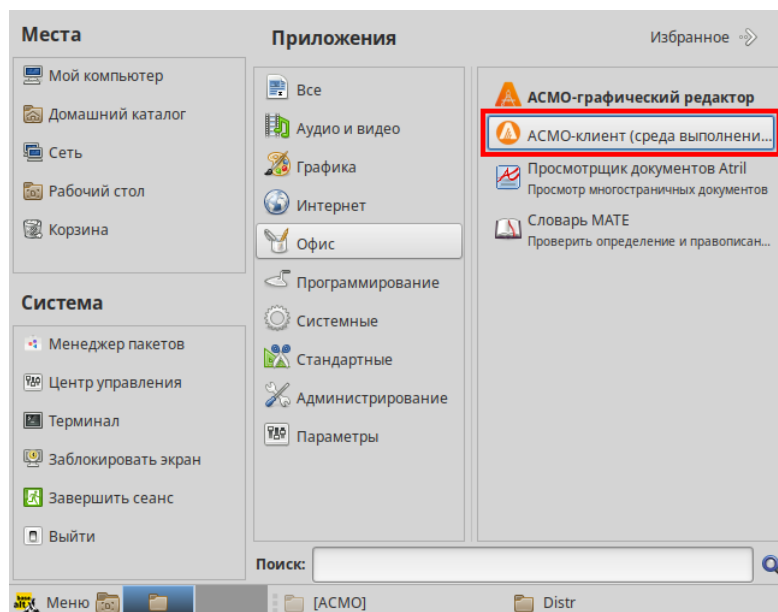 Места
Мой компьютер
Домашний каталог
Сеть
Рабочий стол
Корзина
Система
Менеджер пакетов
Центр управления
Терминал
Заблокировать экран
Завершить сеанс
Выйти
Приложения
Избранное
Все
Аудио и видео
Графика
Интернет
Офис
Программирование
Системные
Стандартные
Администрирование
Параметры
АСМО-графический редактор
АСМО-клиент (среда выполнени...
Просмотрщик документов Atril
Просмотр многостраничных документов
Словарь MATE
Проверить определение и правописан...
Поиск:
Меню
[АСМО]
Distr